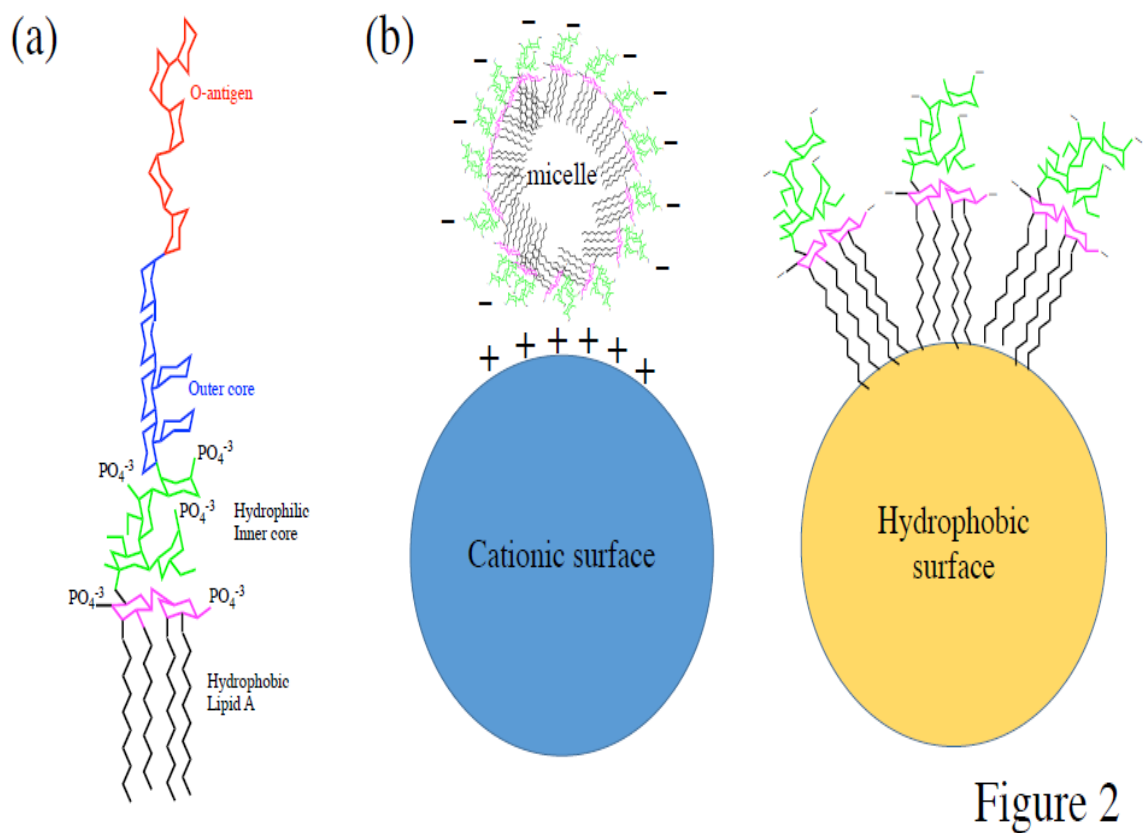 (a)
O-antigen
Outer core
PO4-3
PO4-3
PO4-3
Hydrophilic
Inner core
PO4-3
PO4-3
Hydrophobic
Lipid A
(b)
micelle
- - - - - - - - - - - - -
+ + + + + + +
Cationic surface
Hydrophobic
surface
Figure 2